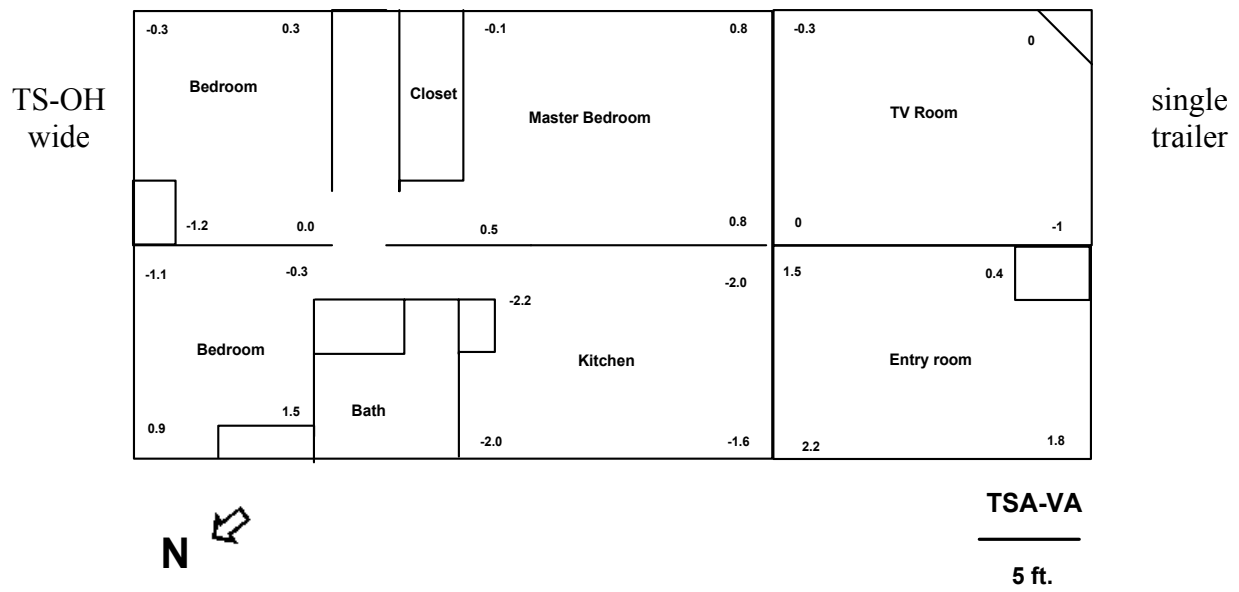 -0.3 0.3 -0.1 0.8 -0.3 0
Bedroom Closet Master Bedroom TV Room
TS-OH single
wide trailer
-1.2 0.0 0.5 0.8 0 -1
-1.1 -0.3 -2.2 -2.0 1.5 0.4
Bedroom Kitchen Entry room
0.9 1.5 Bath -2.0 -1.6 2.2 1.8
N
TSA-VA
5 ft.